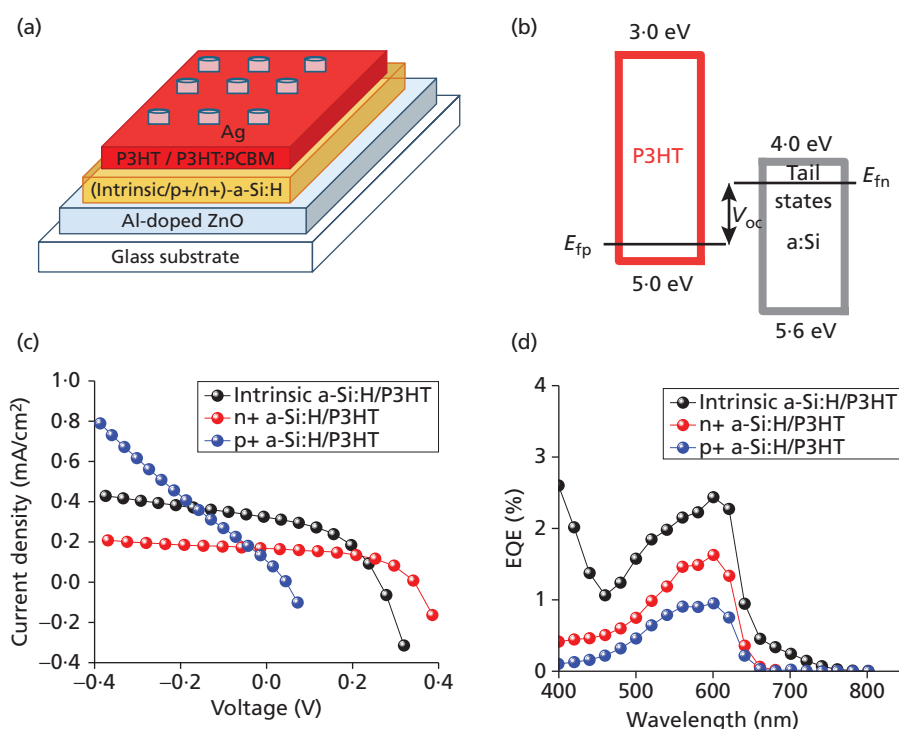 (a)
Ag
P3HT / P3HT:PCBM
(Intrinsic/p+/n+)-a-Si:H
Al-doped ZnO
Glass substrate
(b)
3·0 eV
P3HT
4·0 eV
Tail
states
a:Si
Efn
Voc
Efp
5·0 eV
5·6 eV
(c)
Current density (mA/cm²)
1·0
0·8
0·6
0·4
0·2
0·0
−0·2
−0·4
Intrinsic a-Si:H/P3HT
n+ a-Si:H/P3HT
p+ a-Si:H/P3HT
−0·4 −0·2 0·0 0·2 0·4
Voltage (V)
(d)
EQE (%)
4
3
2
1
0
Intrinsic a-Si:H/P3HT
n+ a-Si:H/P3HT
p+ a-Si:H/P3HT
400 500 600 700 800
Wavelength (nm)